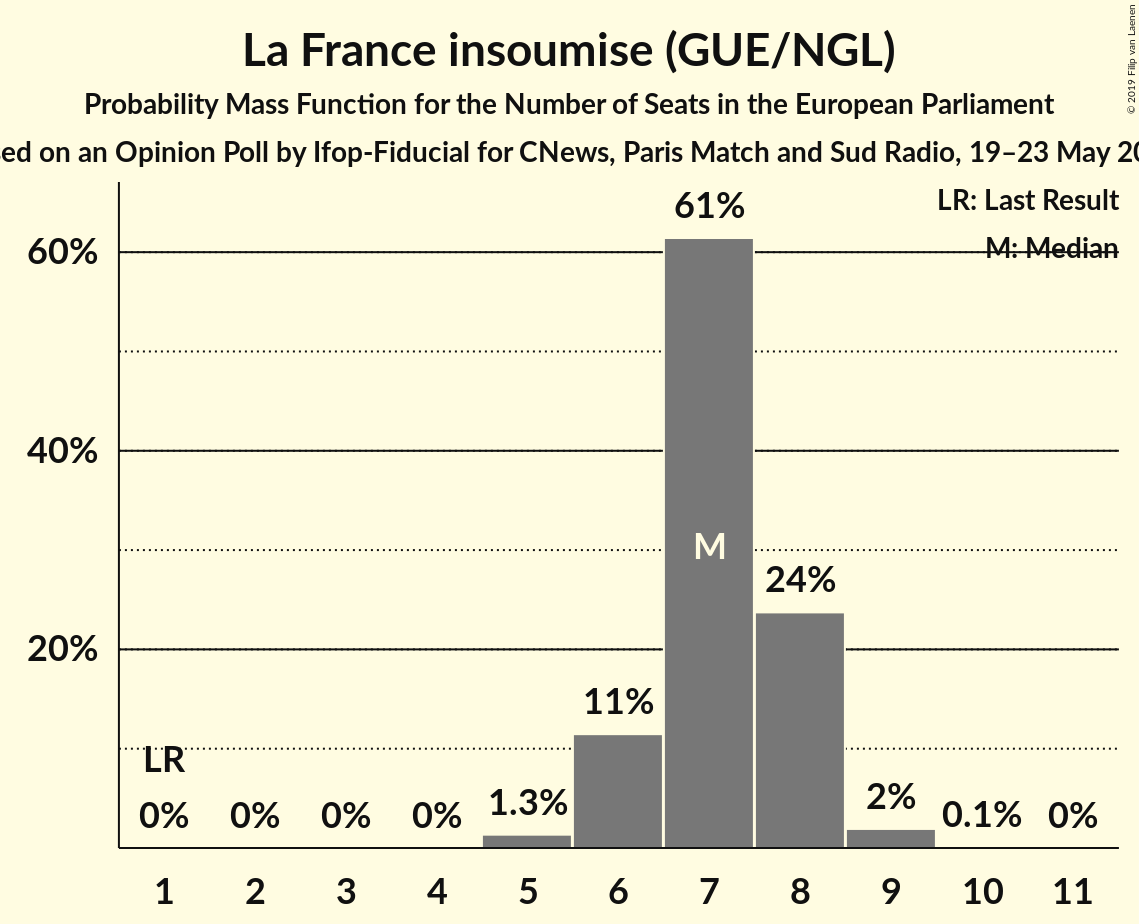 © 2019 Filip van Laenen
La France insoumise (GUE/NGL)
Probability Mass Function for the Number of Seats in the European Parliament
on an Opinion Poll by Ifop-Fiducial for CNews, Paris Match and Sud Radio, 19–23 May
LR: Last Result
M: Median
61%
60%
40%
M
24%
20%
11%
LR
0% 0% 0% 0% 1.3% 2% 0.1% 0%
1 2 3 4 5 6 7 8 9 10 11